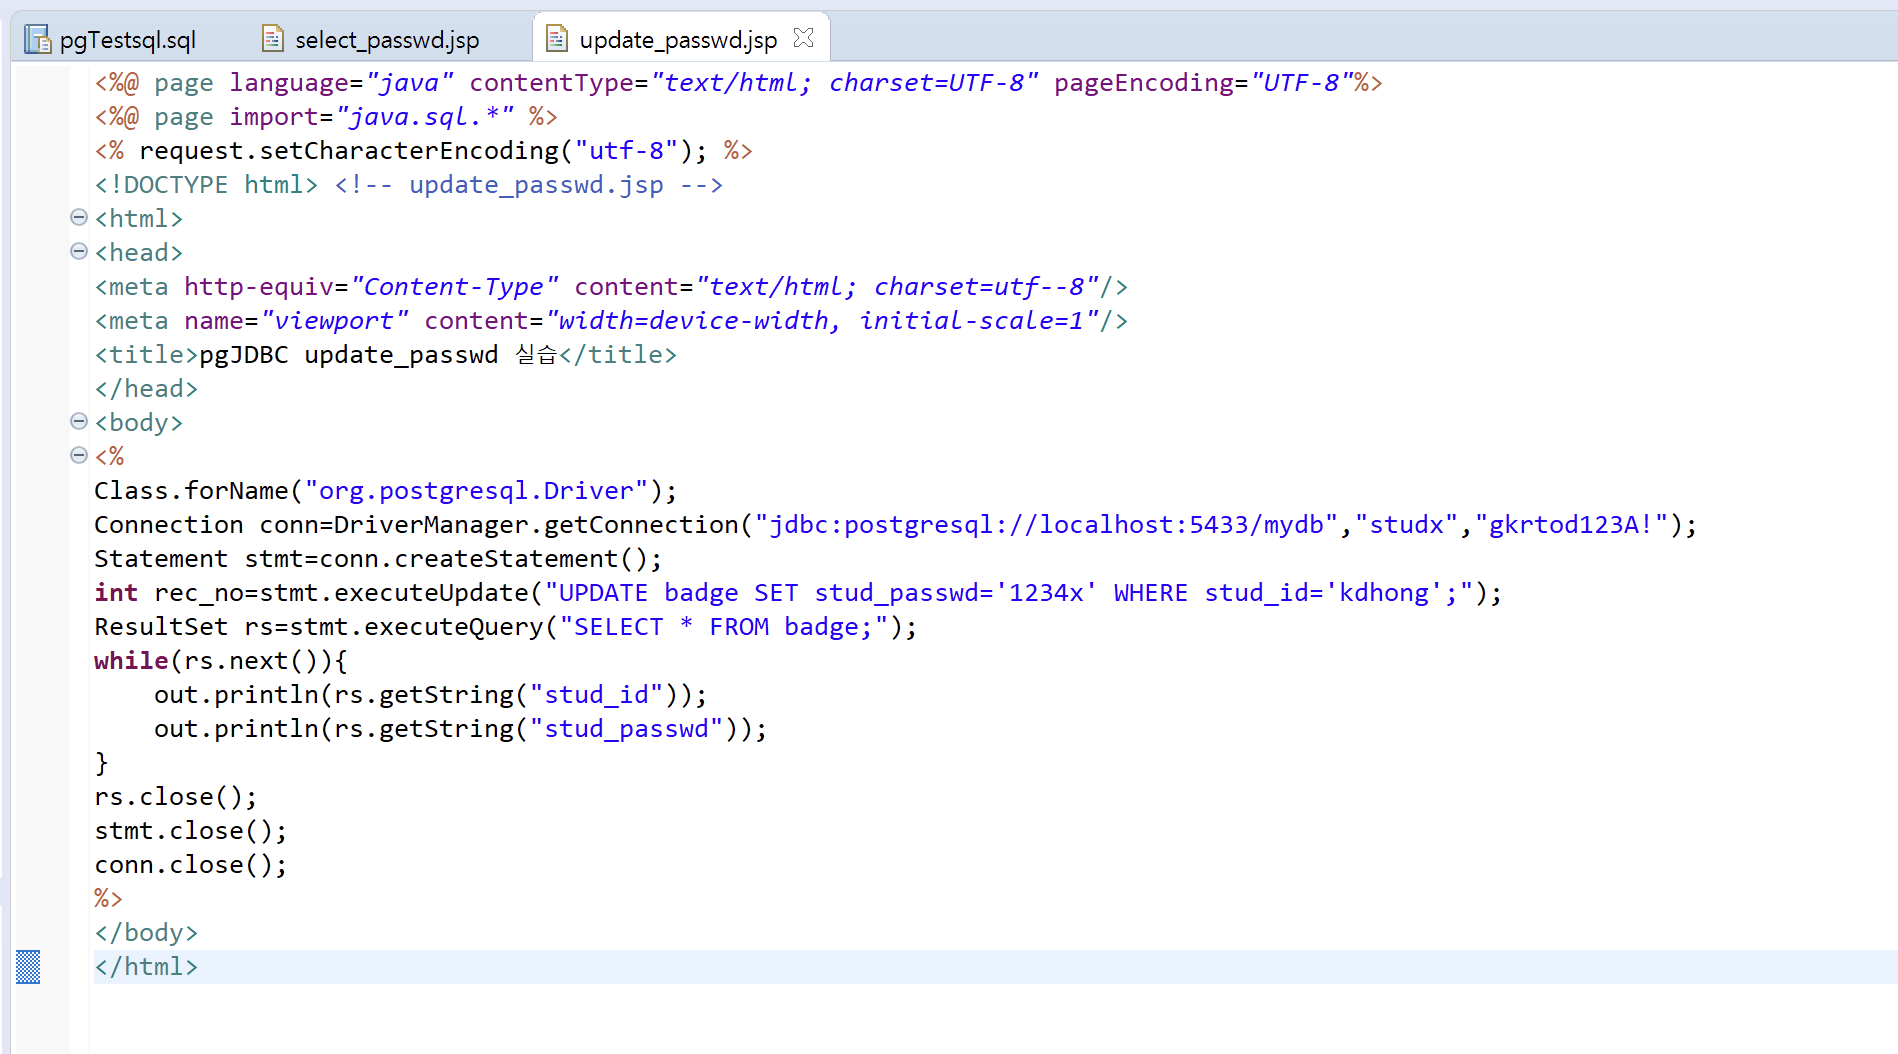 pgTestsql.sql select_passwd.jsp update_passwd.jsp
<%@ page language="java" contentType="text/html; charset=UTF-8" pageEncoding="UTF-8"%>
<%@ page import="java.sql.*" %>
<% request.setCharacterEncoding("utf-8"); %>
<!DOCTYPE html> <!-- update_passwd.jsp -->
<html>
<head>
<meta http-equiv="Content-Type" content="text/html; charset=utf--8"/>
<meta name="viewport" content="width=device-width, initial-scale=1"/>
<title>pgJDBC update_passwd 실습</title>
</head>
<body>
<%
Class.forName("org.postgresql.Driver");
Connection conn=DriverManager.getConnection("jdbc:postgresql://localhost:5433/mydb","studx","gkrtod123A!");
Statement stmt=conn.createStatement();
int rec_no=stmt.executeUpdate("UPDATE badge SET stud_passwd='1234x' WHERE stud_id='kdhong';");
ResultSet rs=stmt.executeQuery("SELECT * FROM badge;");
while(rs.next()){
    out.println(rs.getString("stud_id"));
    out.println(rs.getString("stud_passwd"));
}
rs.close();
stmt.close();
conn.close();
%>
</body>
</html>